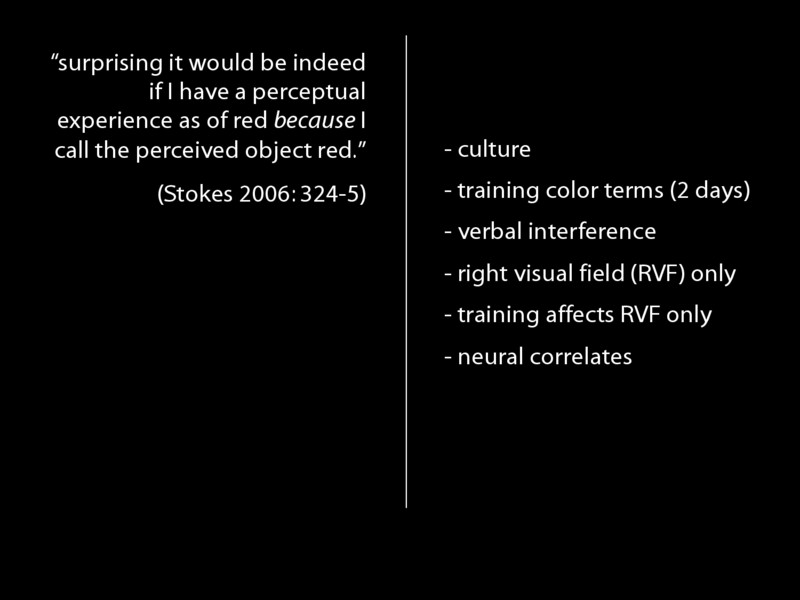 “surprising it would be indeed
if I have a perceptual
experience as of red because I
call the perceived object red.”
(Stokes 2006: 324-5)
- culture
- training color terms (2 days)
- verbal interference
- right visual field (RVF) only
- training affects RVF only
- neural correlates